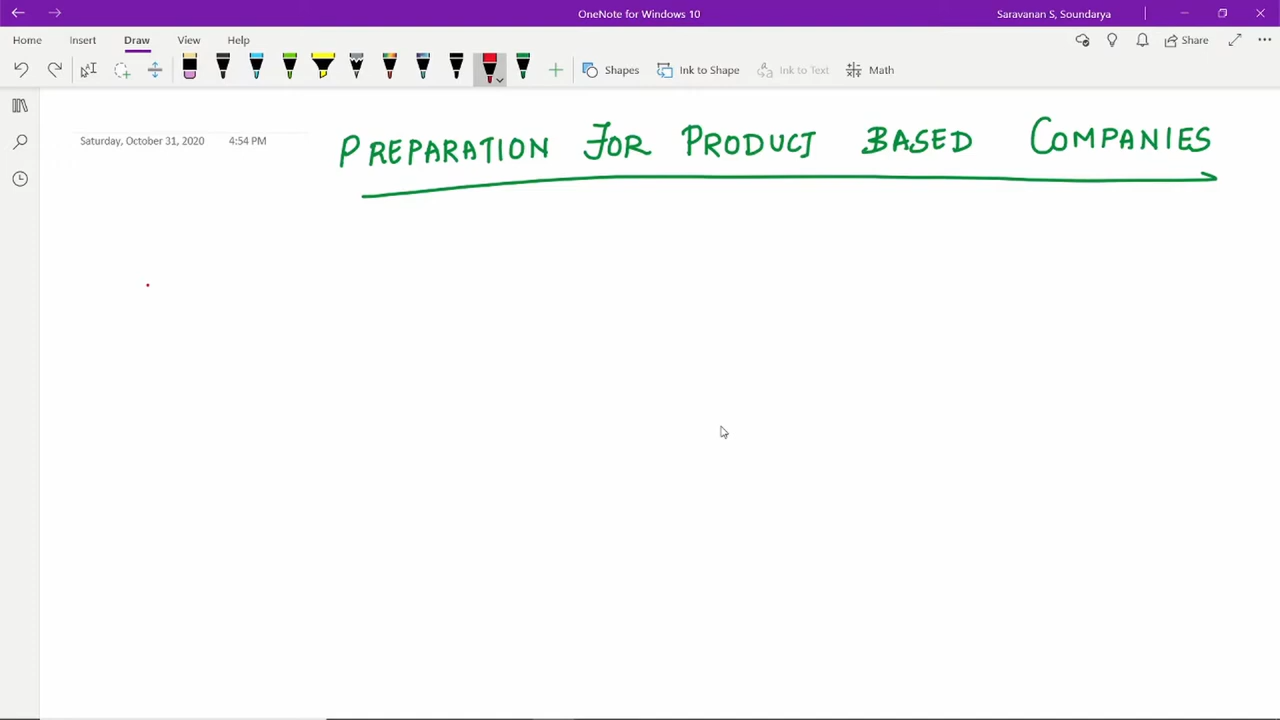 OneNote for Windows 10
Saravanan S, Soundarya
Home Insert Draw View Help
Share
Shapes Ink to Shape Ink to Text Math
Saturday, October 31, 2020 4:54 PM
PREPARATION FOR PRODUCT BASED COMPANIES